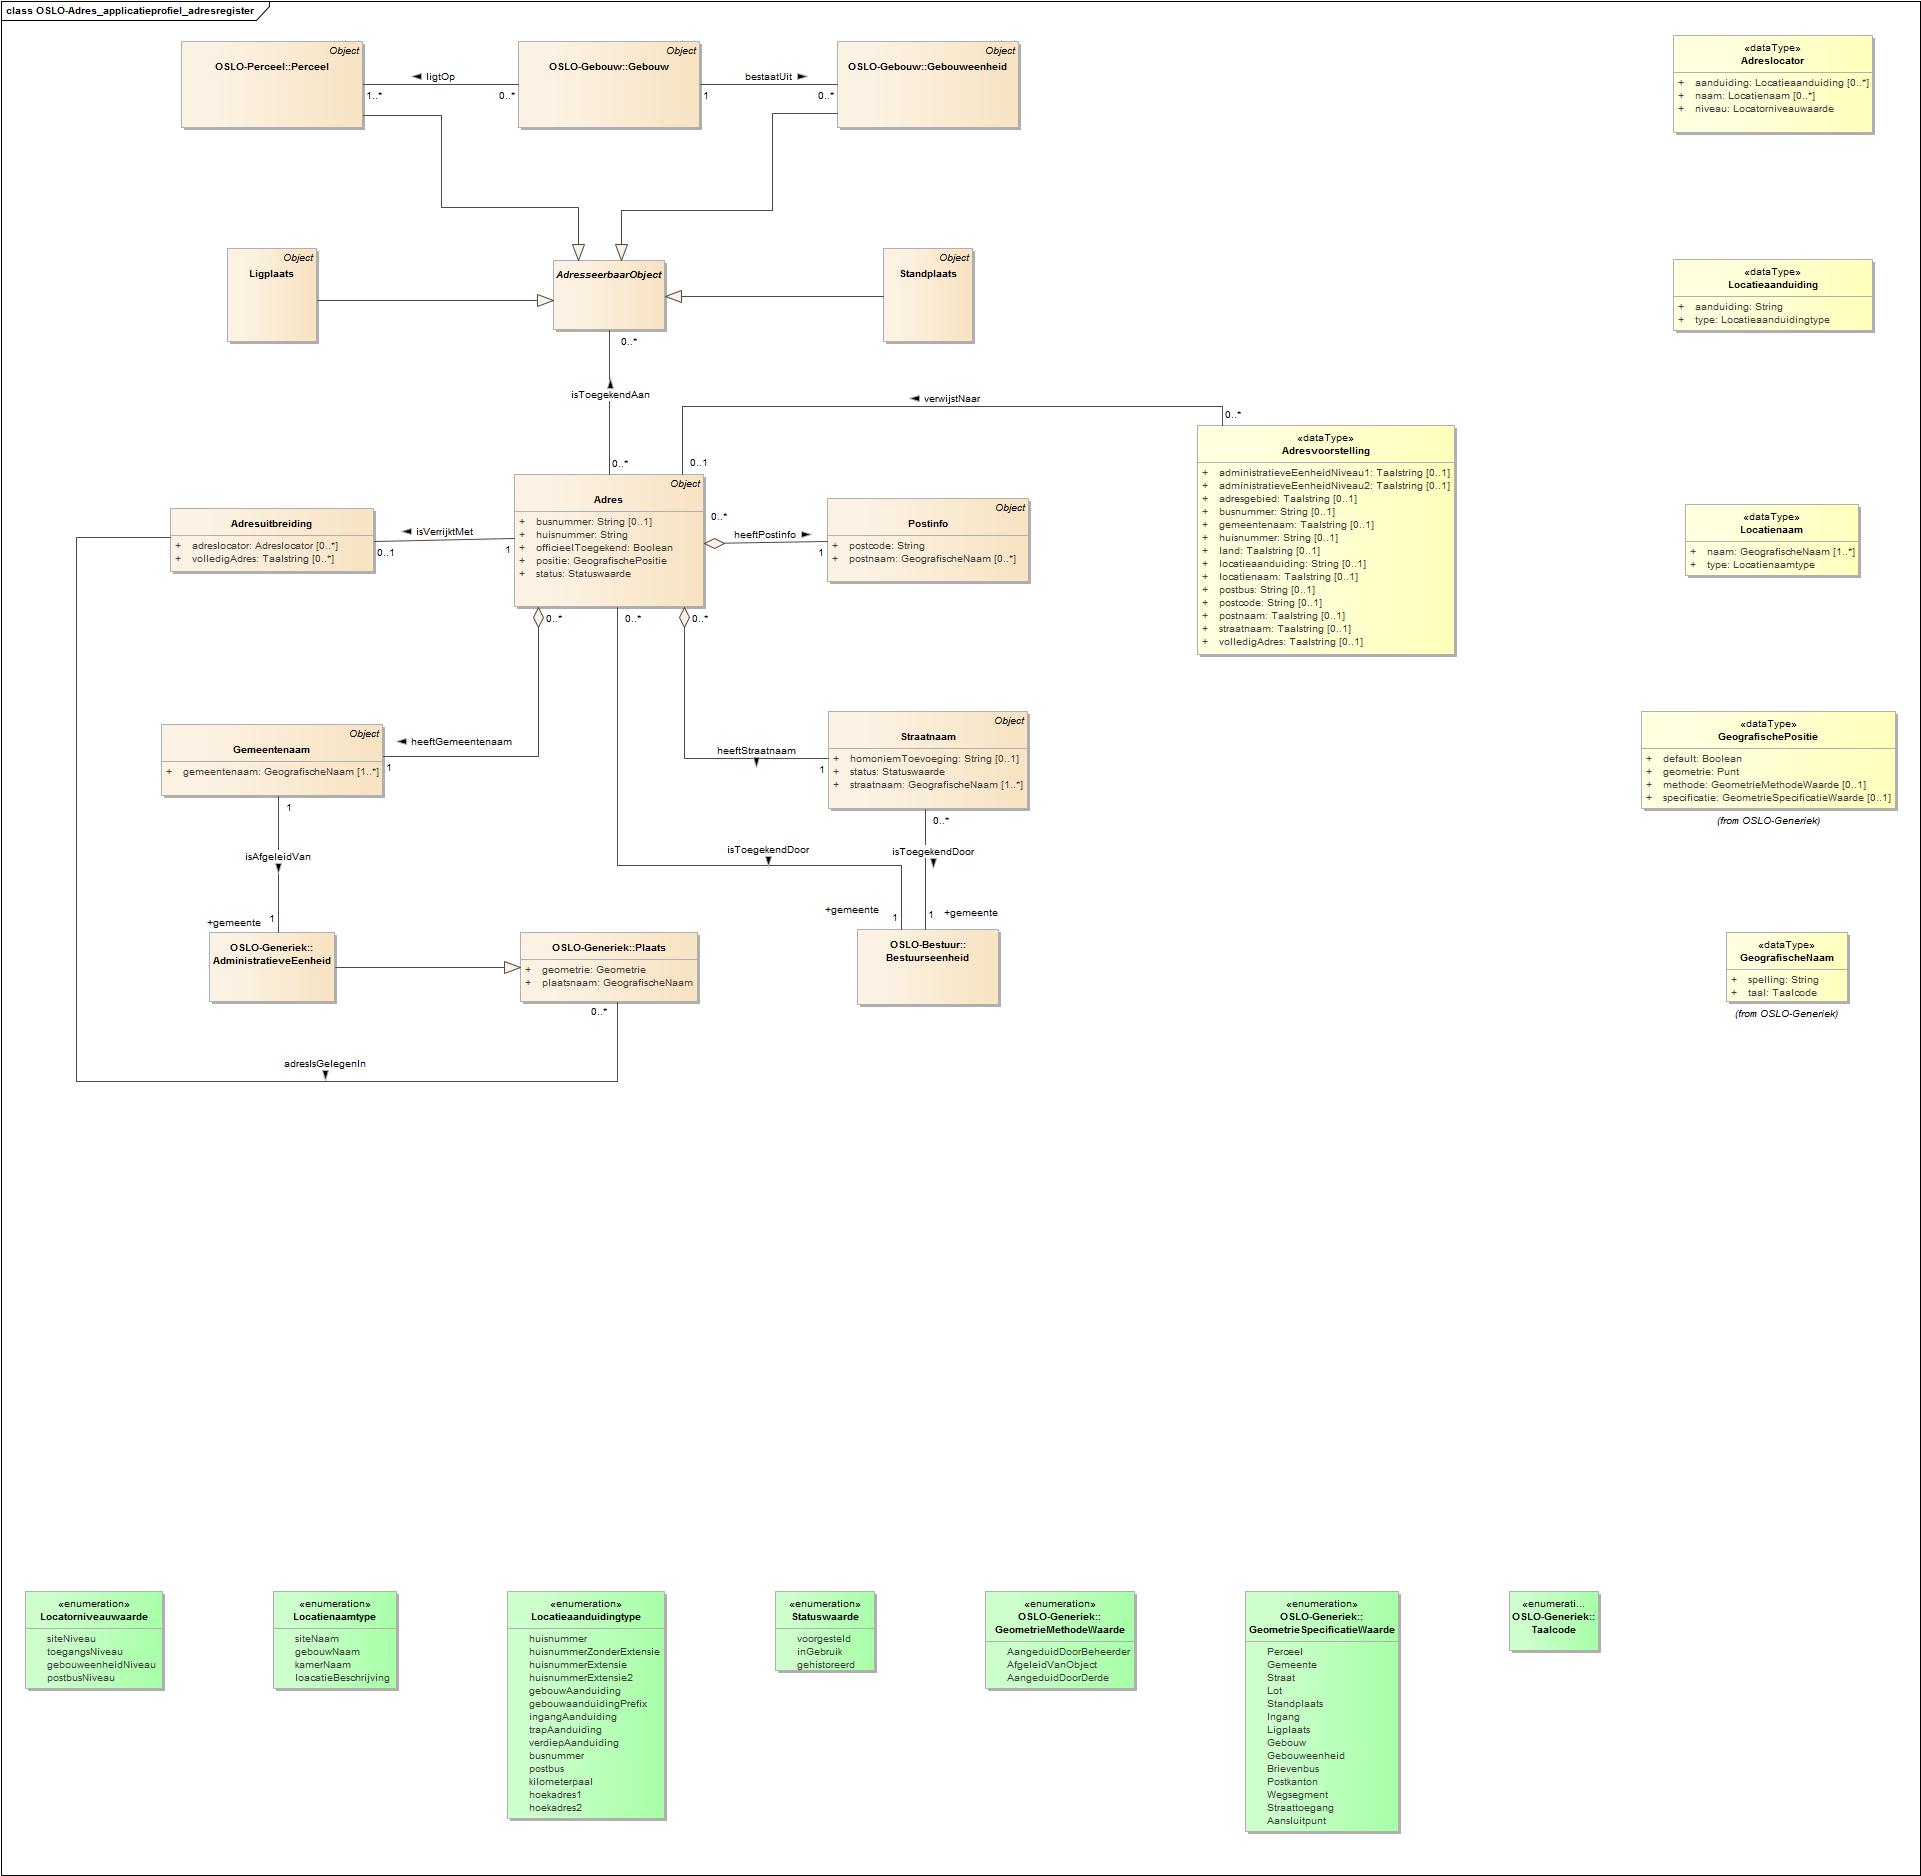 class OSLO-Adres_applicatieprofiel_adresregister
Object
OSLO-Perceel::Perceel
ligtOp
1..*
0..*
Object
OSLO-Gebouw::Gebouw
bestaatUit
1
0..*
Object
OSLO-Gebouw::Gebouweenheid
«dataType»
Adreslocator
+ aanduiding: Locatieaanduiding [0..*]
+ naam: Locatienaam [0..*]
+ niveau: Locatorniveauwaarde
Object
Ligplaats
AdresseerbaarObject
Object
Standplaats
«dataType»
Locatieaanduiding
+ aanduiding: String
+ type: Locatieaanduidingtype
0..*
isToegekendAan
0..*
verwijstNaar
0..*
0..1
«dataType»
Adresvoorstelling
+ administratieveEenheidNiveau1: Taalstring [0..1]
+ administratieveEenheidNiveau2: Taalstring [0..1]
+ adresgebied: Taalstring [0..1]
+ busnummer: String [0..1]
+ gemeentenaam: Taalstring [0..1]
+ huisnummer: String [0..1]
+ land: Taalstring [0..1]
+ locatieaanduiding: String [0..1]
+ locatienaam: Taalstring [0..1]
+ postbus: String [0..1]
+ postcode: String [0..1]
+ postnaam: Taalstring [0..1]
+ straatnaam: Taalstring [0..1]
+ volledigAdres: Taalstring [0..1]
Adresuitbreiding
+ adreslocator: Adreslocator [0..*]
+ volledigAdres: Taalstring [0..*]
isVerrijktMet
0..1
1
Object
Adres
+ busnummer: String [0..1]
+ huisnummer: String
+ officieelToegekend: Boolean
+ positie: GeografischePositie
+ status: Statuswaarde
0..*
heeftPostinfo
1
Object
Postinfo
+ postcode: String
+ postnaam: GeografischeNaam [0..*]
«dataType»
Locatienaam
+ naam: GeografischeNaam [1..*]
+ type: Locatienaamtype
0..*
0..*
0..*
Object
Gemeentenaam
+ gemeentenaam: GeografischeNaam [1..*]
heeftGemeentenaam
1
heeftStraatnaam
1
Object
Straatnaam
+ homoniemToevoeging: String [0..1]
+ status: Statuswaarde
+ straatnaam: GeografischeNaam [1..*]
«dataType»
GeografischePositie
+ default: Boolean
+ geometrie: Punt
+ methode: GeometrieMethodeWaarde [0..1]
+ specificatie: GeometrieSpecificatieWaarde [0..1]
(from OSLO-Generiek)
1
isAfgeleidVan
+gemeente
1
isToegekendDoor
+gemeente
1
0..*
isToegekendDoor
1
+gemeente
OSLO-Generiek::
AdministratieveEenheid
OSLO-Generiek::Plaats
+ geometrie: Geometrie
+ plaatsnaam: GeografischeNaam
0..*
OSLO-Bestuur::
Bestuurseenheid
«dataType»
GeografischeNaam
+ spelling: String
+ taal: Taalcode
(from OSLO-Generiek)
adresIsGelegenIn
«enumeration»
Locatorniveauwaarde
siteNiveau
toegangsNiveau
gebouweenheidNiveau
postbusNiveau
«enumeration»
Locatienaamtype
siteNaam
gebouwNaam
kamerNaam
loacatieBeschrijving
«enumeration»
Locatieaanduidingtype
huisnummer
huisnummerZonderExtensie
huisnummerExtensie
huisnummerExtensie2
gebouwAanduiding
gebouwaanduidingPrefix
ingangAanduiding
trapAanduiding
verdiepAanduiding
busnummer
postbus
kilometerpaal
hoekadres1
hoekadres2
«enumeration»
Statuswaarde
voorgesteld
inGebruik
gehistoreerd
«enumeration»
OSLO-Generiek::
GeometrieMethodeWaarde
AangeduidDoorBeheerder
AfgeleidVanObject
AangeduidDoorDerde
«enumeration»
OSLO-Generiek::
GeometrieSpecificatieWaarde
Perceel
Gemeente
Straat
Lot
Standplaats
Ingang
Ligplaats
Gebouw
Gebouweenheid
Brievenbus
Postkanton
Wegsegment
Straattoegang
Aansluitpunt
«enumerati...
OSLO-Generiek::
Taalcode